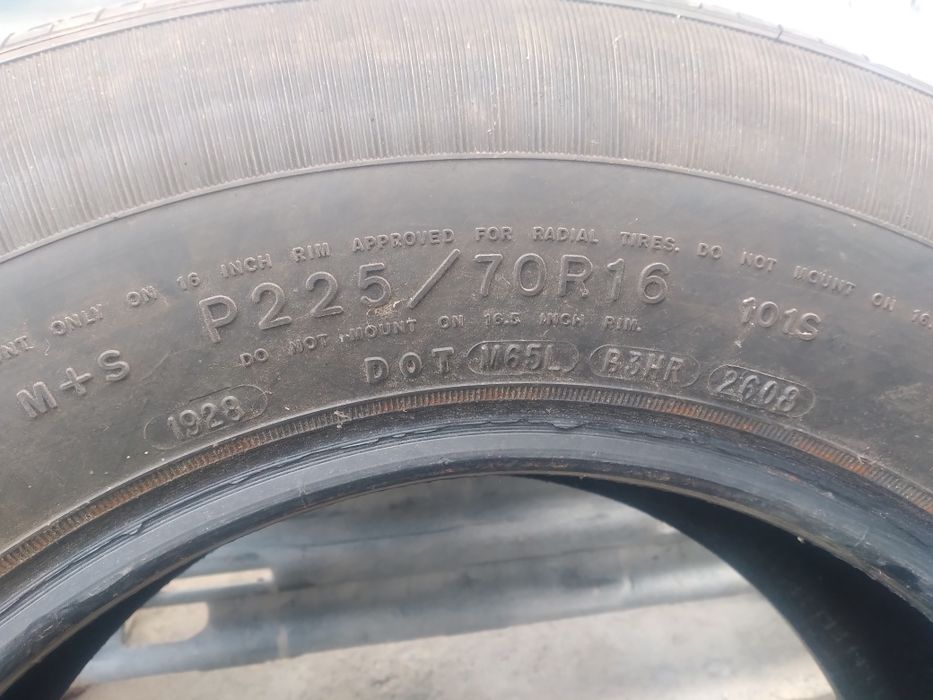 NT ONLY ON 16 INCH RIM APPROVED FOR RADIAL TIRES. DO NOT MOUNT ON 16.
M+S P225/70R16 101S
DO NOT MOUNT ON 16.5 INCH RIM.
1928 DOT M65L B3HR 2608